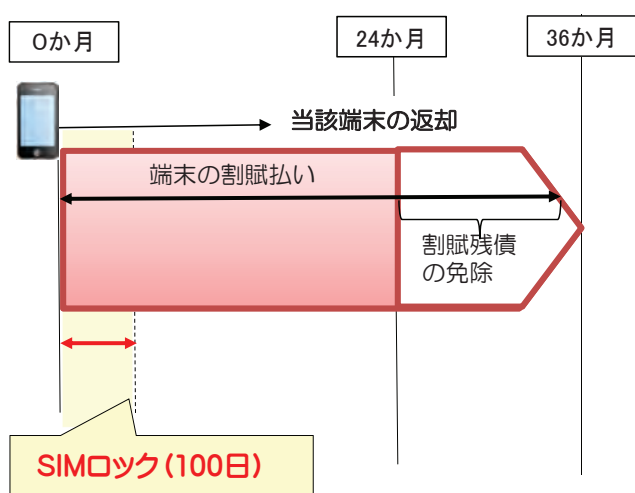 0か月
24か月
36か月
当該端末の返却
端末の割賦払い
割賦残債
の免除
SIMロック(100日)